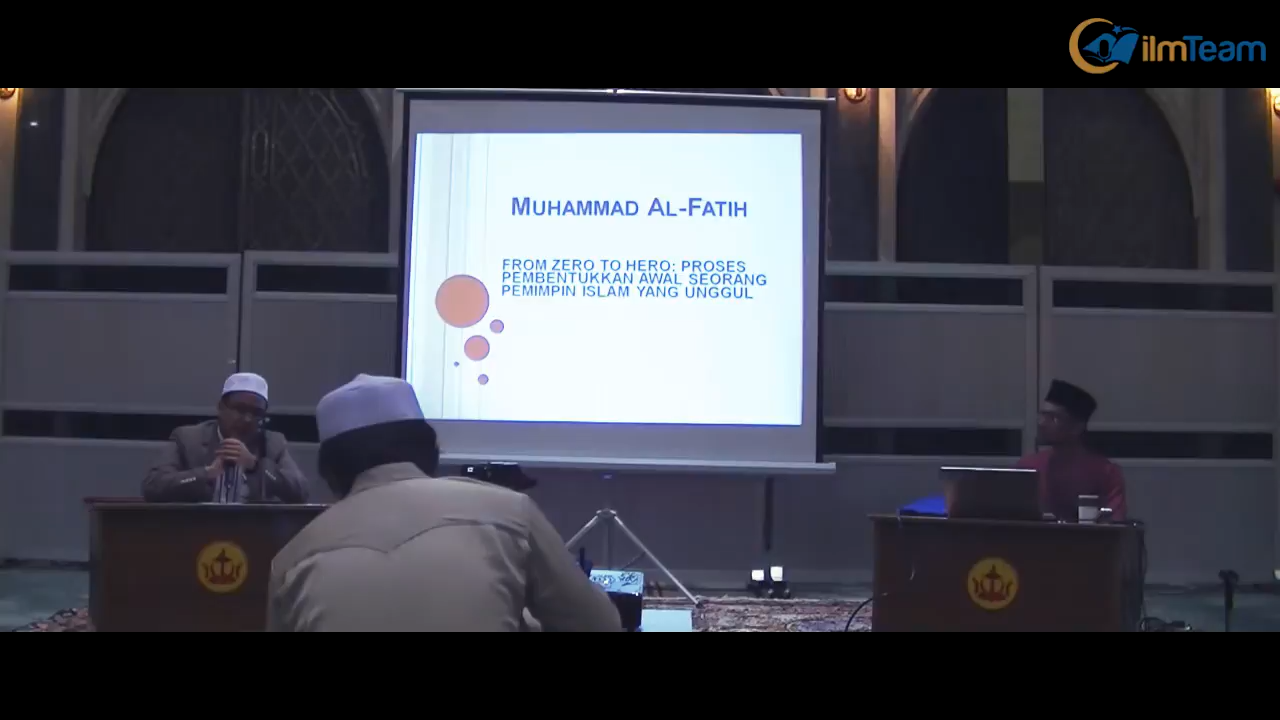 ilmTeam
MUHAMMAD AL-FATIH
FROM ZERO TO HERO: PROSES
PEMBENTUKKAN AWAL SEORANG
PEMIMPIN ISLAM YANG UNGGUL